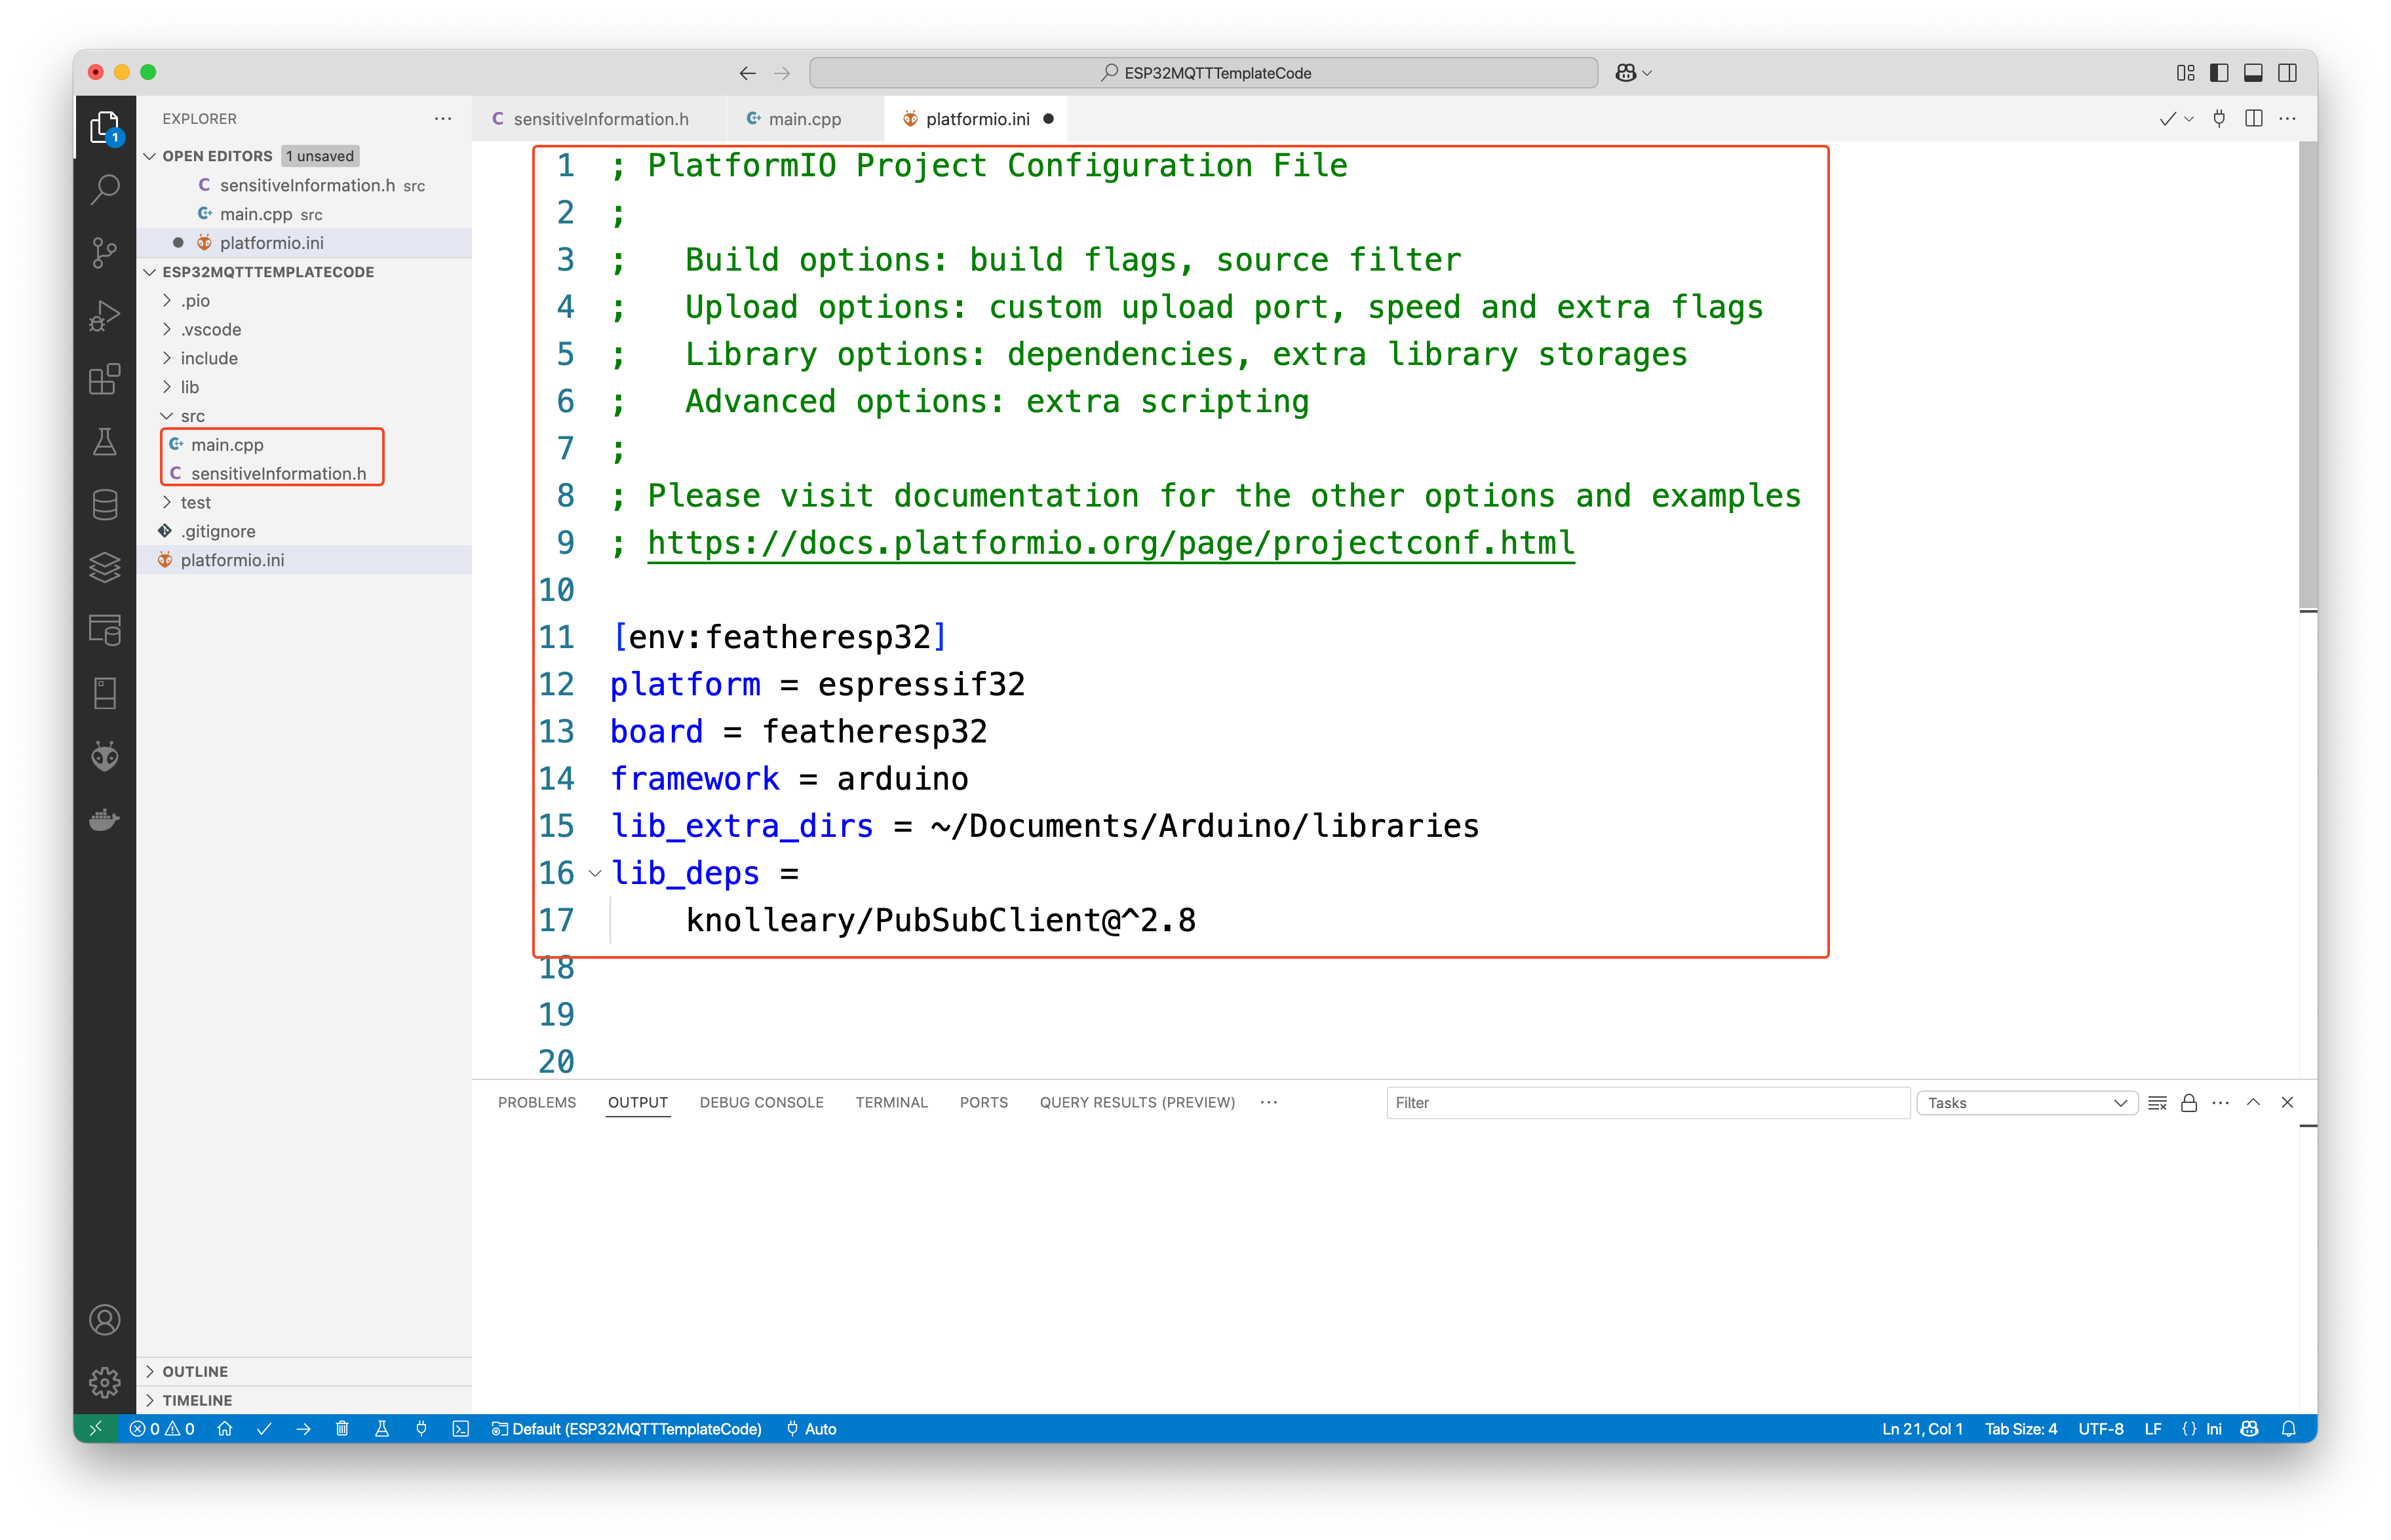 ESP32MQTTTemplateCode
EXPLORER
sensitiveInformation.h
main.cpp
platformio.ini
OPEN EDITORS 1 unsaved
sensitiveInformation.h src
main.cpp src
platformio.ini
ESP32MQTTTEMPLATECODE
.pio
.vscode
include
lib
src
main.cpp
sensitiveInformation.h
test
.gitignore
platformio.ini
OUTLINE
TIMELINE
1 ; PlatformIO Project Configuration File
2 ;
3 ;   Build options: build flags, source filter
4 ;   Upload options: custom upload port, speed and extra flags
5 ;   Library options: dependencies, extra library storages
6 ;   Advanced options: extra scripting
7 ;
8 ; Please visit documentation for the other options and examples
9 ; https://docs.platformio.org/page/projectconf.html
10
11 [env:featheresp32]
12 platform = espressif32
13 board = featheresp32
14 framework = arduino
15 lib_extra_dirs = ~/Documents/Arduino/libraries
16 lib_deps =
17     knolleary/PubSubClient@^2.8
18
19
20
PROBLEMS OUTPUT DEBUG CONSOLE TERMINAL PORTS QUERY RESULTS (PREVIEW) Filter Tasks
0 0 Default (ESP32MQTTTemplateCode) Auto Ln 21, Col 1 Tab Size: 4 UTF-8 LF {} Ini
1